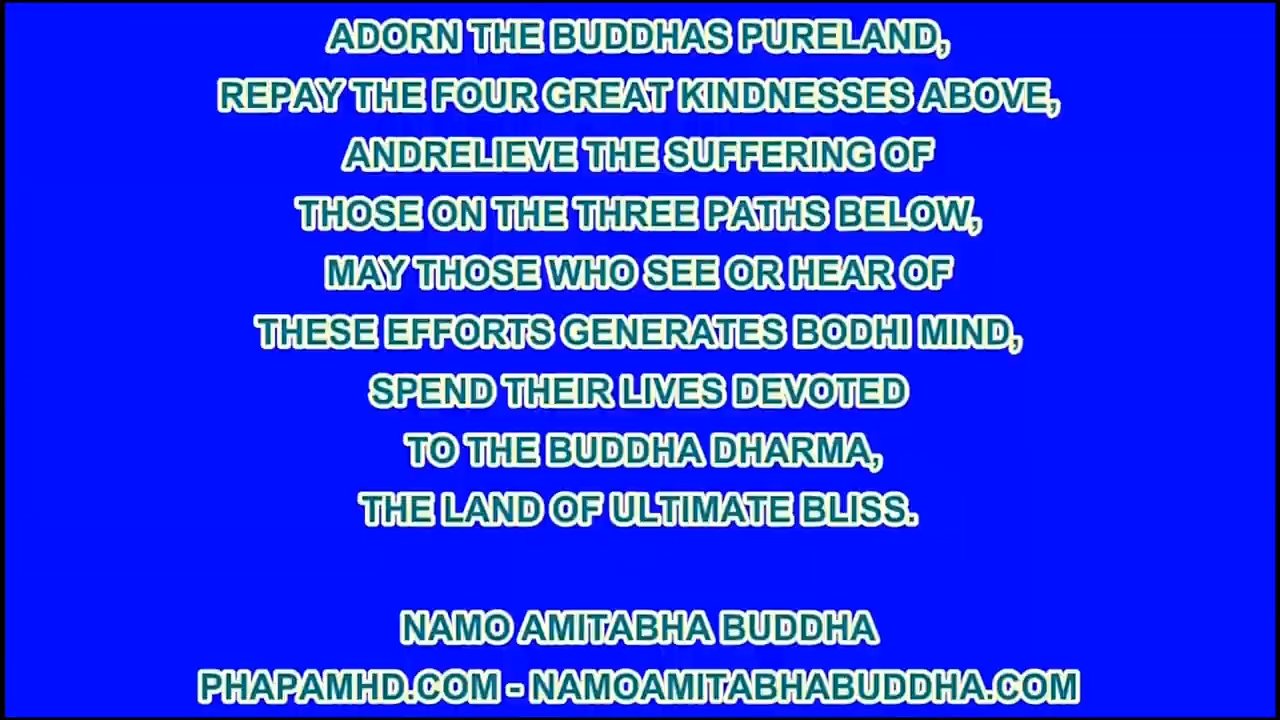 ADORN THE BUDDHAS PURELAND,
REPAY THE FOUR GREAT KINDNESSES ABOVE,
ANDRELIEVE THE SUFFERING OF
THOSE ON THE THREE PATHS BELOW,
MAY THOSE WHO SEE OR HEAR OF
THESE EFFORTS GENERATES BODHI MIND,
SPEND THEIR LIVES DEVOTED
TO THE BUDDHA DHARMA,
THE LAND OF ULTIMATE BLISS.
NAMO AMITABHA BUDDHA
PHAPAMHD.COM - NAMOAMITABHABUDDHA.COM